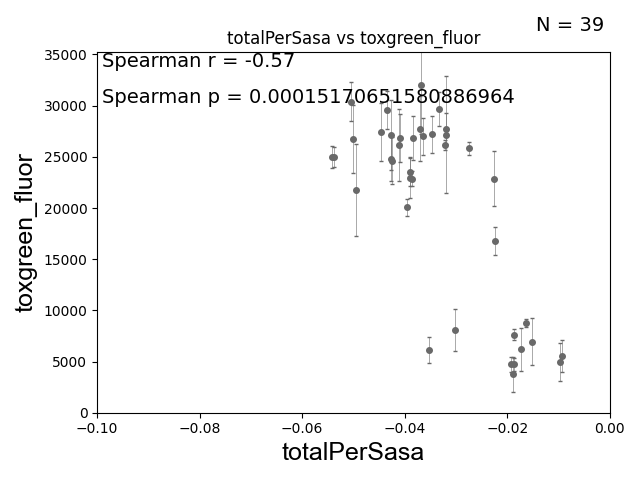 N = 39
totalPerSasa vs toxgreen_fluor
Spearman r = -0.57
Spearman p = 0.00015170651580886964
35000
30000
25000
20000
15000
10000
5000
0
toxgreen_fluor
−0.10 −0.08 −0.06 −0.04 −0.02 0.00
totalPerSasa